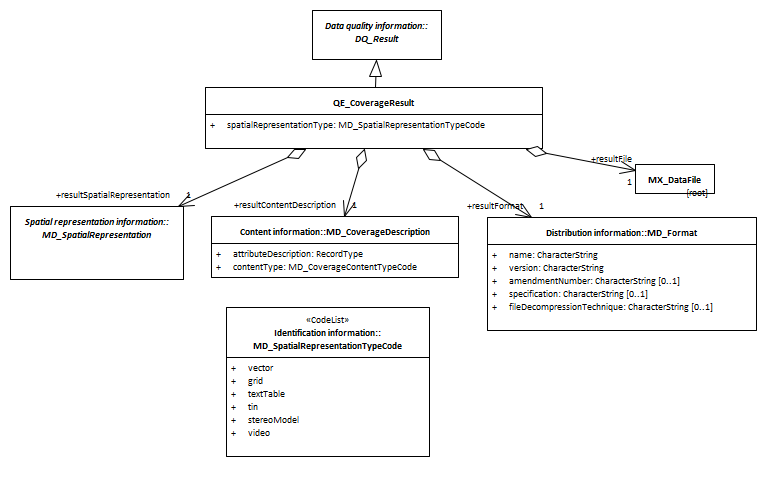 Data quality information::
DQ_Result
QE_CoverageResult
+ spatialRepresentationType: MD_SpatialRepresentationTypeCode
+resultFile
1
MX_DataFile
{root}
+resultSpatialRepresentation 1
+resultContentDescription 1
+resultFormat 1
Spatial representation information::
MD_SpatialRepresentation
Content information::MD_CoverageDescription
+ attributeDescription: RecordType
+ contentType: MD_CoverageContentTypeCode
Distribution information::MD_Format
+ name: CharacterString
+ version: CharacterString
+ amendmentNumber: CharacterString [0..1]
+ specification: CharacterString [0..1]
+ fileDecompressionTechnique: CharacterString [0..1]
«CodeList»
Identification information::
MD_SpatialRepresentationTypeCode
+ vector
+ grid
+ textTable
+ tin
+ stereoModel
+ video